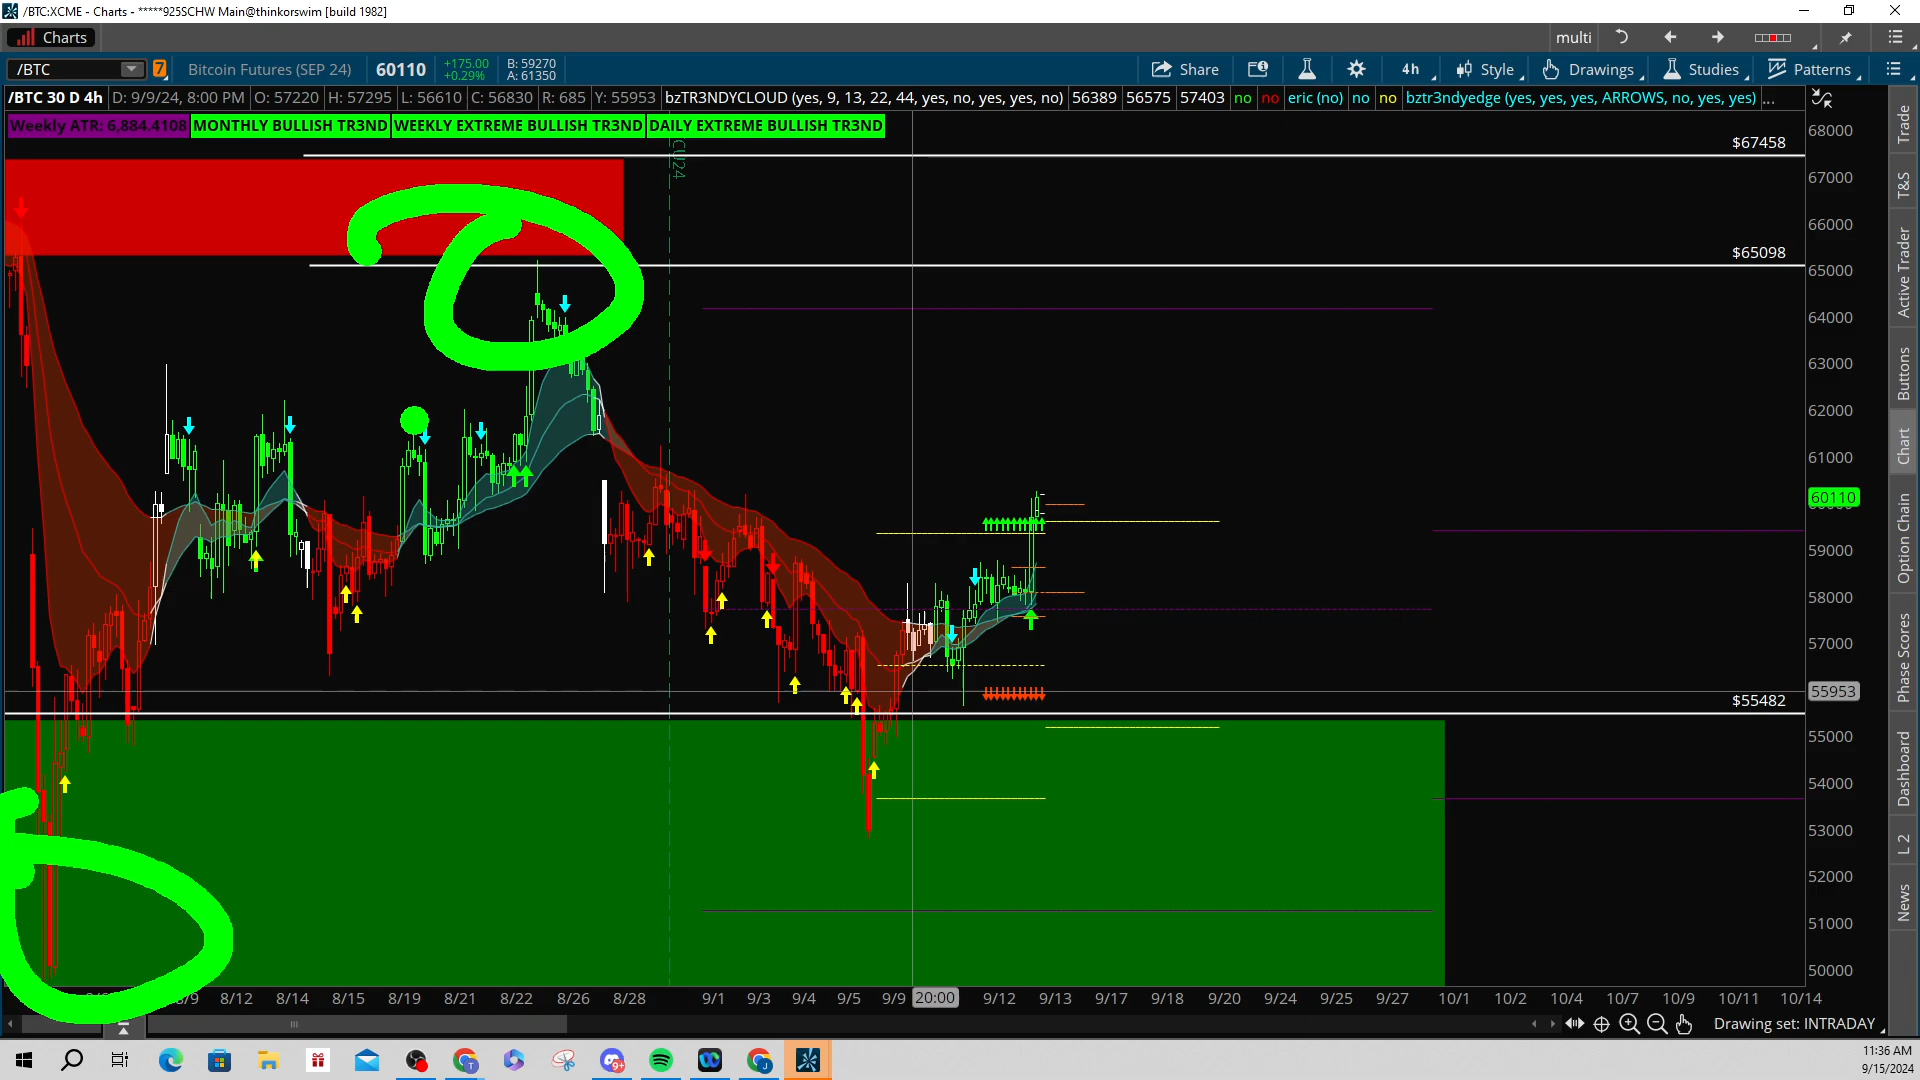 /BTC:XCME - Charts - *****925SCHW Main@thinkorswim [build 1982]
Charts
multi
/BTC
7
Bitcoin Futures (SEP 24)
60110
+175.00
+0.29%
B: 59270
A: 61350
Share
4h
Style
Drawings
Studies
Patterns
/BTC 30 D 4h
D: 9/9/24, 8:00 PM
O: 57220
H: 57295
L: 56610
C: 56830
R: 685
Y: 55953
bzTR3NDYCLOUD (yes, 9, 13, 22, 44, yes, no, yes, yes, no)
56389
56575
57403
no
no
eric (no)
no
no
bztr3ndyedge (yes, yes, yes, ARROWS, no, yes, yes)
...
Weekly ATR: 6,884.4108
MONTHLY BULLISH TR3ND
WEEKLY EXTREME BULLISH TR3ND
DAILY EXTREME BULLISH TR3ND
$67458
$65098
$55482
68000
67000
66000
65000
64000
63000
62000
61000
60110
59000
58000
57000
55953
55000
54000
53000
52000
51000
50000
Trade
T&S
Active Trader
Buttons
Chart
Option Chain
Phase Scores
Dashboard
L 2
News
8/12
8/14
8/15
8/19
8/21
8/22
8/26
8/28
9/1
9/3
9/4
9/5
9/9
20:00
9/12
9/13
9/17
9/18
9/20
9/24
9/25
9/27
10/1
10/2
10/4
10/7
10/9
10/11
10/14
Drawing set: INTRADAY
11:36 AM
9/15/2024